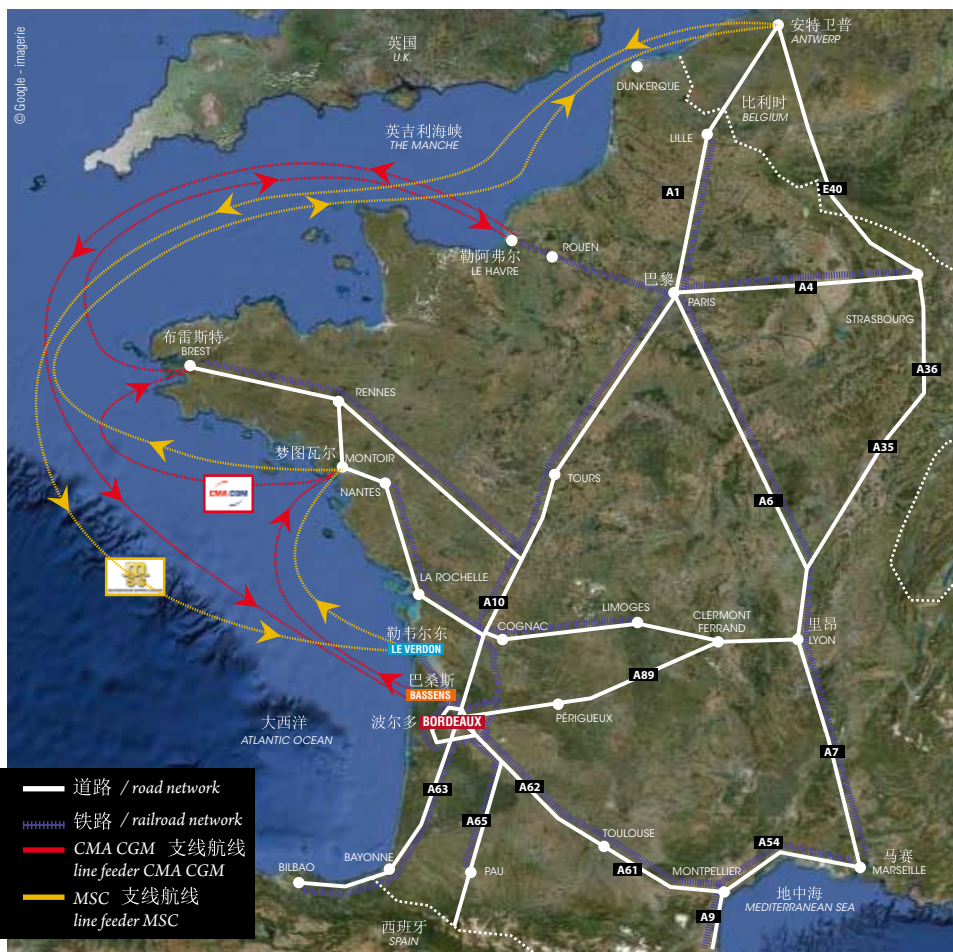 © Google - imagerie
英国
U.K.
安特卫普
ANTWERP
DUNKERQUE
比利时
BELGIUM
英吉利海峡
THE MANCHE
LILLE
A1
E40
勒阿弗尔
LE HAVRE
ROUEN
巴黎
PARIS
A4
STRASBOURG
布雷斯特
BREST
A36
RENNES
A35
梦图瓦尔
MONTOIR
NANTES
TOURS
CMA CGM
A6
LA ROCHELLE
A10
LIMOGES
CLERMONT
FERRAND
COGNAC
里昂
LYON
勒韦尔东
LE VERDON
巴桑斯
BASSENS
A89
PÉRIGUEUX
波尔多
BORDEAUX
大西洋
ATLANTIC OCEAN
A7
A63
A62
A65
道路 / road network
铁路 / railroad network
CMA CGM 支线航线
line feeder CMA CGM
MSC 支线航线
line feeder MSC
TOULOUSE
A54
A61
MONTPELLIER
马赛
MARSEILLE
BILBAO
BAYONNE
PAU
地中海
MEDITERRANEAN SEA
A9
西班牙
SPAIN